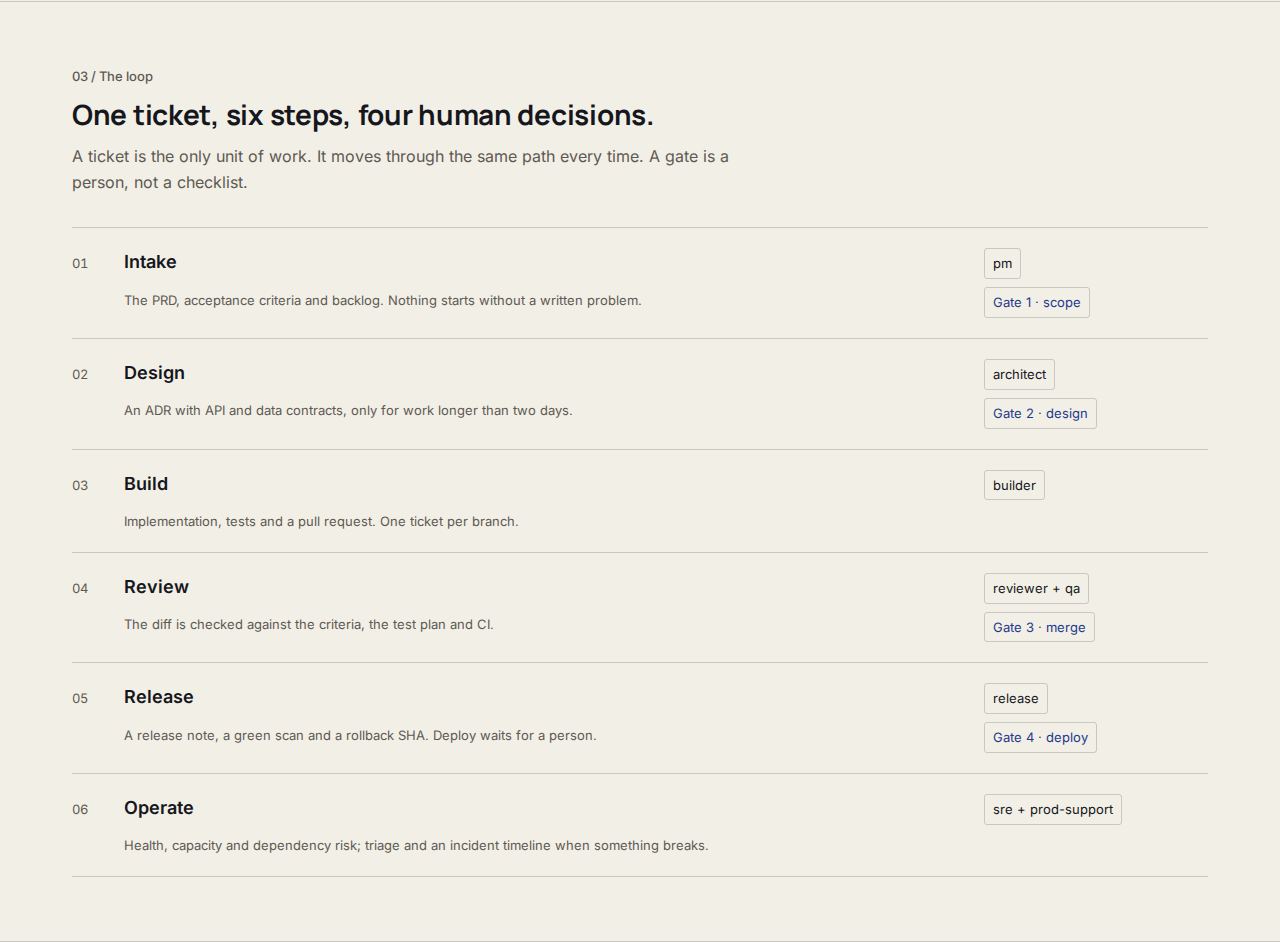 03 / The loop
One ticket, six steps, four human decisions.
A ticket is the only unit of work. It moves through the same path every time. A gate is a
person, not a checklist.
01 Intake pm
The PRD, acceptance criteria and backlog. Nothing starts without a written problem. Gate 1 · scope
02 Design architect
An ADR with API and data contracts, only for work longer than two days. Gate 2 · design
03 Build builder
Implementation, tests and a pull request. One ticket per branch.
04 Review reviewer + qa
The diff is checked against the criteria, the test plan and CI. Gate 3 · merge
05 Release release
A release note, a green scan and a rollback SHA. Deploy waits for a person. Gate 4 · deploy
06 Operate sre + prod-support
Health, capacity and dependency risk; triage and an incident timeline when something breaks.